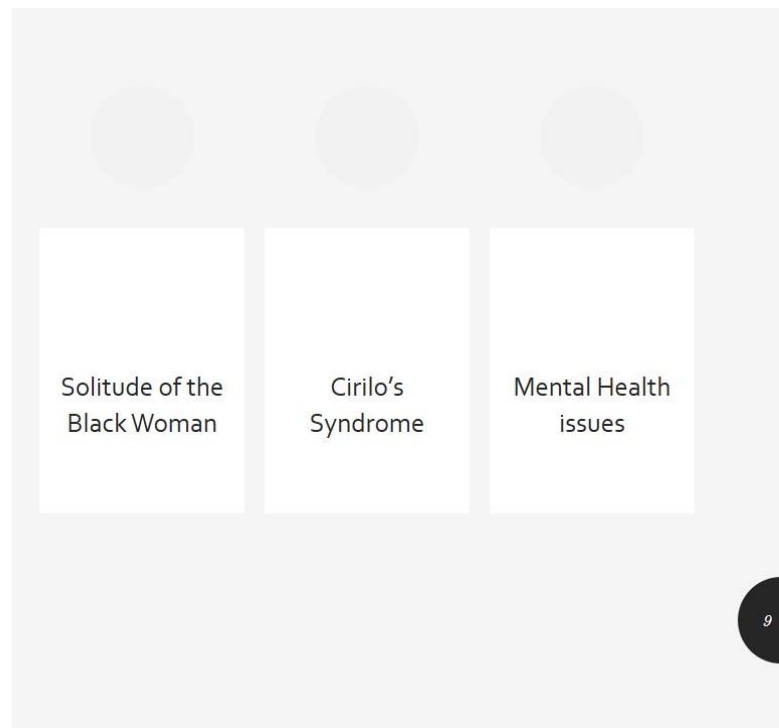 Solitude of the
Black Woman
Cirilo’s
Syndrome
Mental Health
issues
9